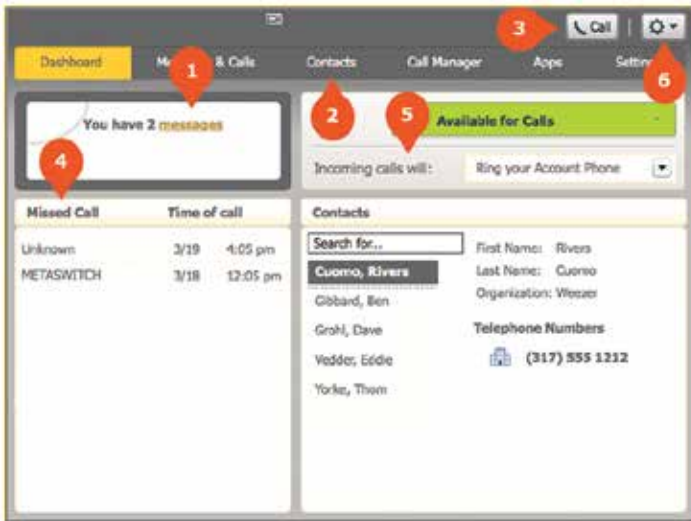 3 Call
Dashboard M & Calls Contacts Call Manager Apps Settin
1 6
You have 2 messages
2 5 Available for Calls
Incoming calls will: Ring your Account Phone
4
Missed Call Time of call
Unknown 3/19 4:05 pm
METASWITCH 3/18 12:05 pm
Contacts
Search for...
Cuomo, Rivers
Gibbard, Ben
Grohl, Dave
Vedder, Eddie
Yorke, Thom
First Name: Rivers
Last Name: Cuomo
Organization: Weezer
Telephone Numbers
(317) 555 1212